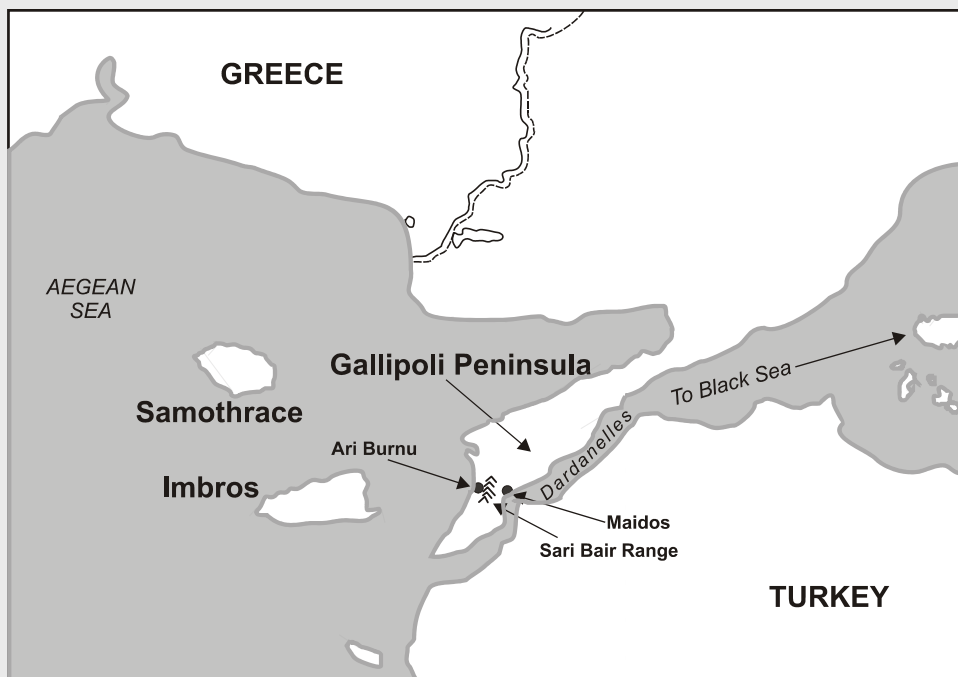 GREECE
AEGEAN
SEA
Gallipoli Peninsula
To Black Sea
Samothrace
Ari Burnu
Dardanelles
Imbros
Maidos
Sari Bair Range
TURKEY